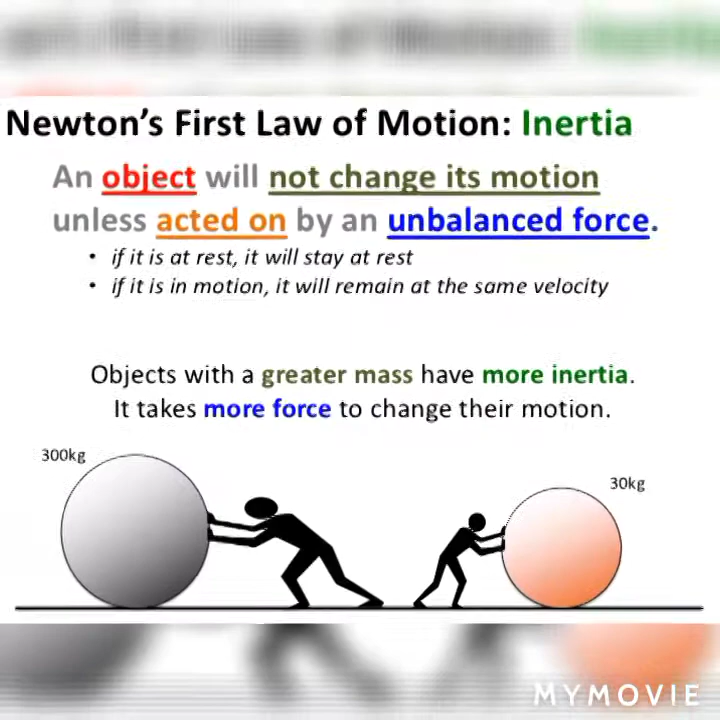 Newton's First Law of Motion: Inertia
An object will not change its motion
unless acted on by an unbalanced force.
• if it is at rest, it will stay at rest
• if it is in motion, it will remain at the same velocity
Objects with a greater mass have more inertia.
It takes more force to change their motion.
300kg
30kg
MYMOVIE